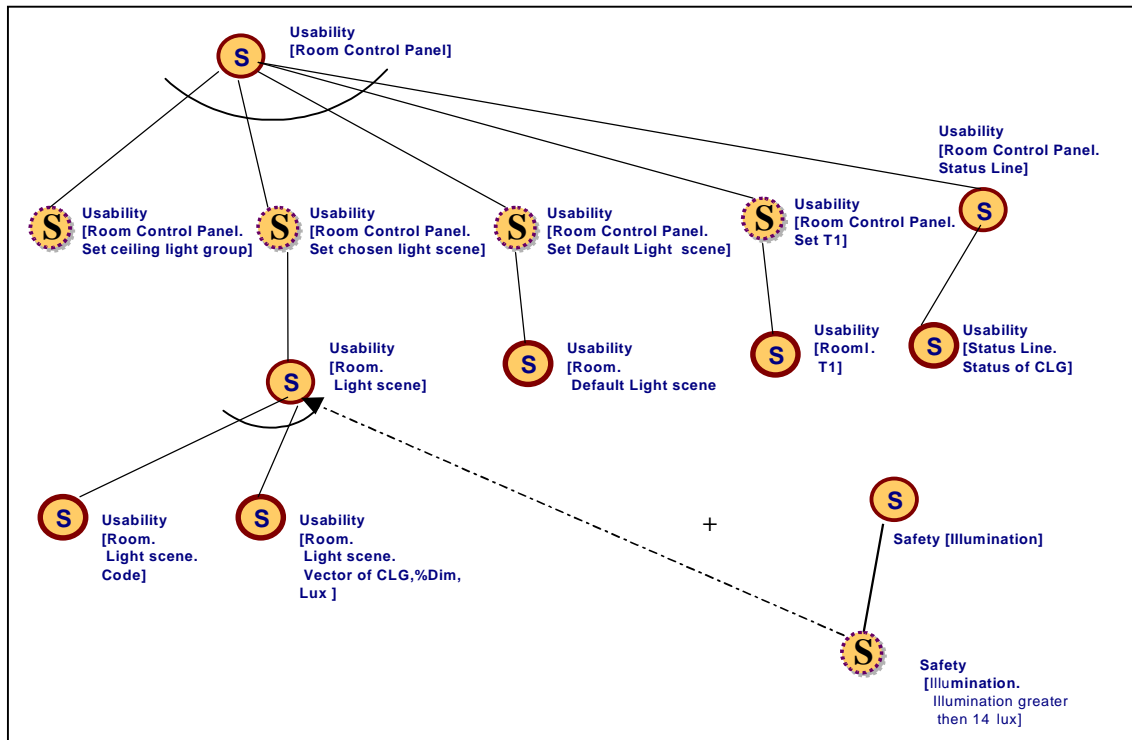 Usability
[Room Control Panel]
S
Usability
[Room Control Panel.
Status Line]
S
S
Usability
[Room Control Panel.
Set ceiling light group]
S
Usability
[Room Control Panel.
Set chosen light scene]
S
Usability
[Room Control Panel.
Set Default Light scene]
S
Usability
[Room Control Panel.
Set T1]
S
Usability
[Room.
Light scene]
S
Usability
[Room.
Default Light scene
S
Usability
[Rooml.
T1]
S
Usability
[Status Line.
Status of CLG]
S
Usability
[Room.
Light scene.
Code]
S
Usability
[Room.
Light scene.
Vector of CLG,%Dim,
Lux ]
+
S
Safety [Illumination]
S
Safety
[Illumination.
Illumination greater
then 14 lux]